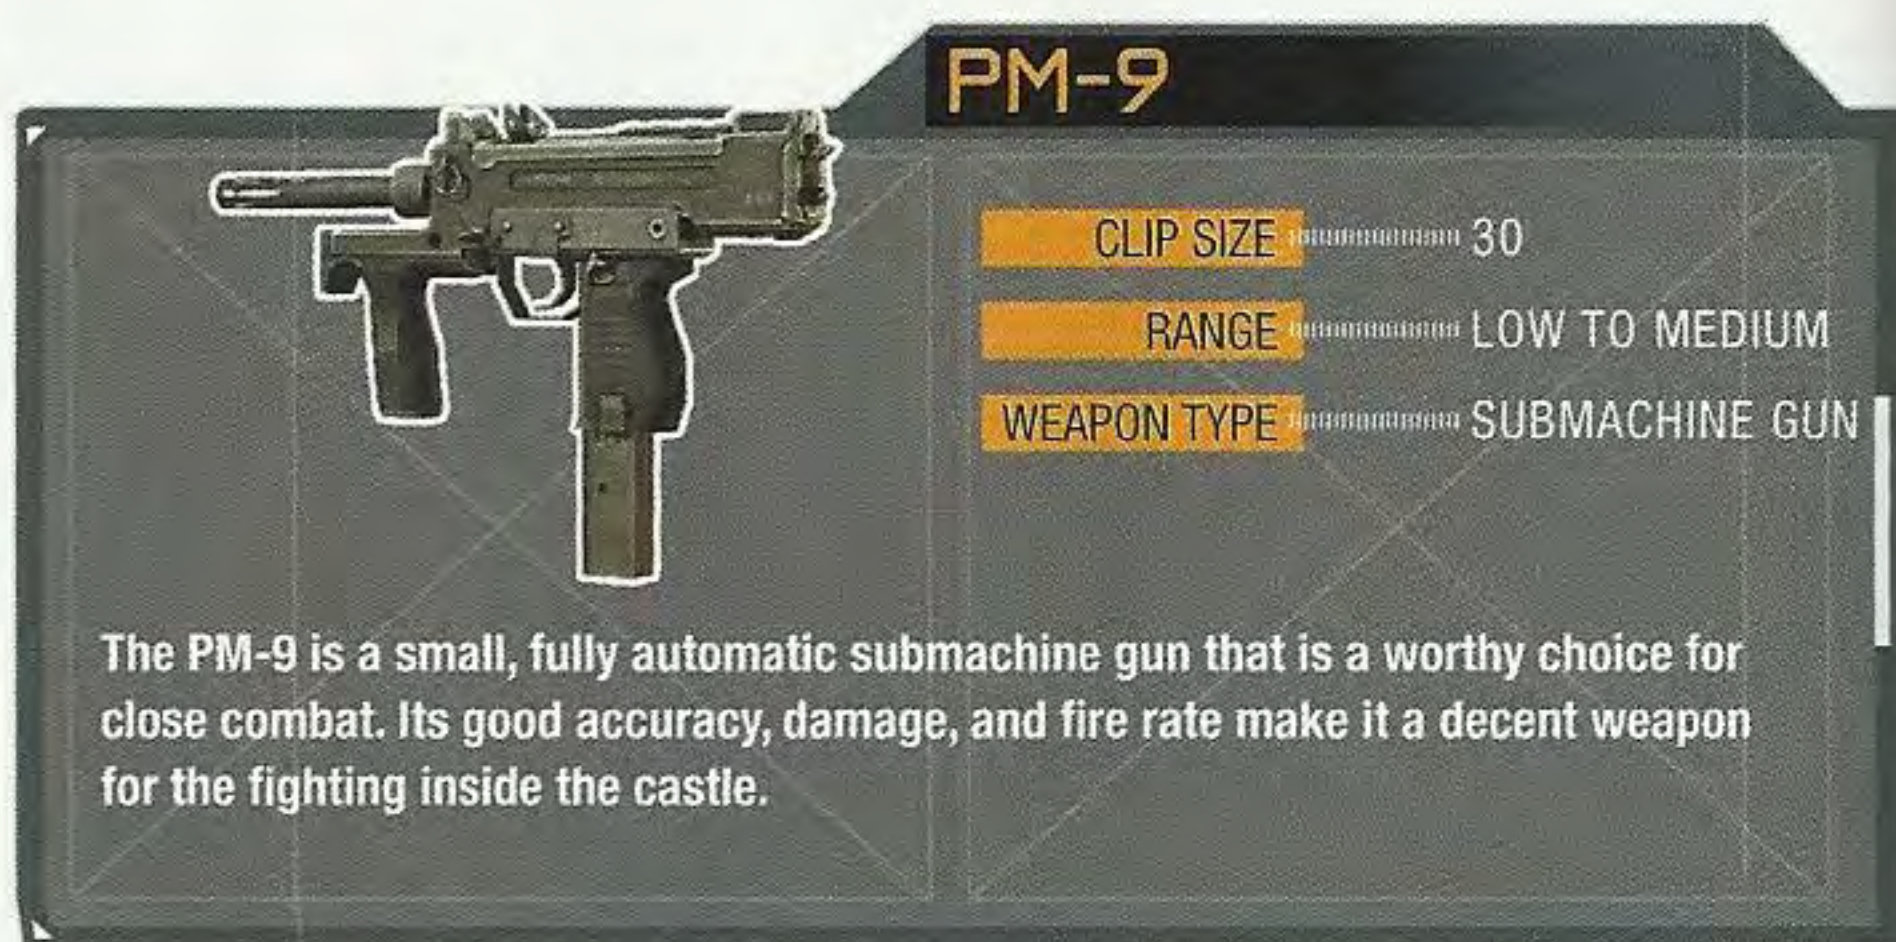 PM-9
CLIP SIZE 30
RANGE LOW TO MEDIUM
WEAPON TYPE SUBMACHINE GUN
The PM-9 is a small, fully automatic submachine gun that is a worthy choice for
close combat. Its good accuracy, damage, and fire rate make it a decent weapon
for the fighting inside the castle.